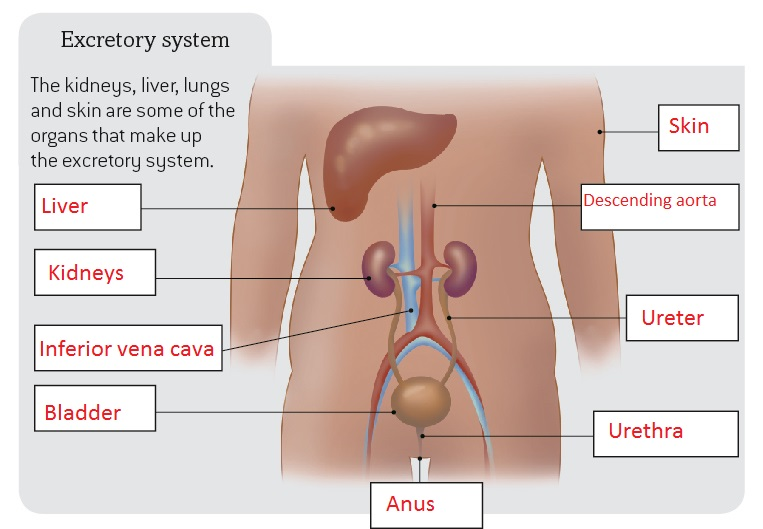 Excretory system
The kidneys, liver, lungs
and skin are some of the
organs that make up
the excretory system.
Skin
Liver
Descending aorta
Kidneys
Ureter
Inferior vena cava
Bladder
Urethra
Anus